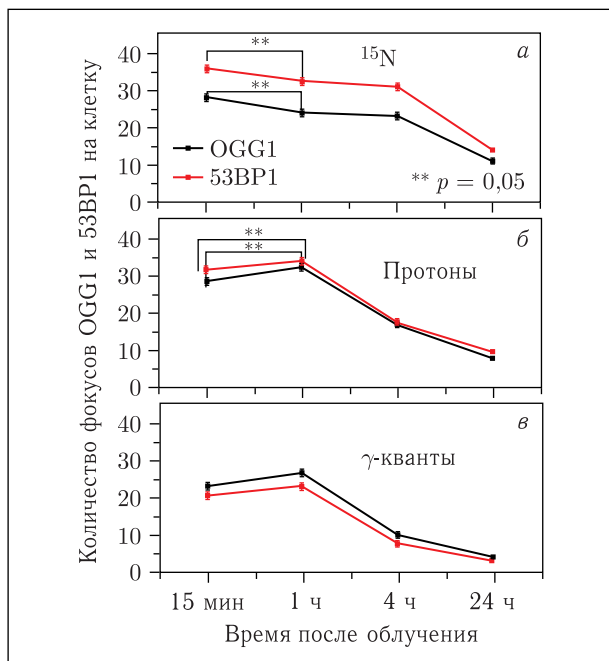 Количество фокусов OGG1 и 53BP1 на клетку
40
30
20
10
0
**
**
¹⁵N
а
OGG1
53BP1
** p = 0,05
40
30
20
10
0
**
**
б
Протоны
40
30
20
10
0
в
γ-кванты
15 мин
1 ч
4 ч
24 ч
Время после облучения